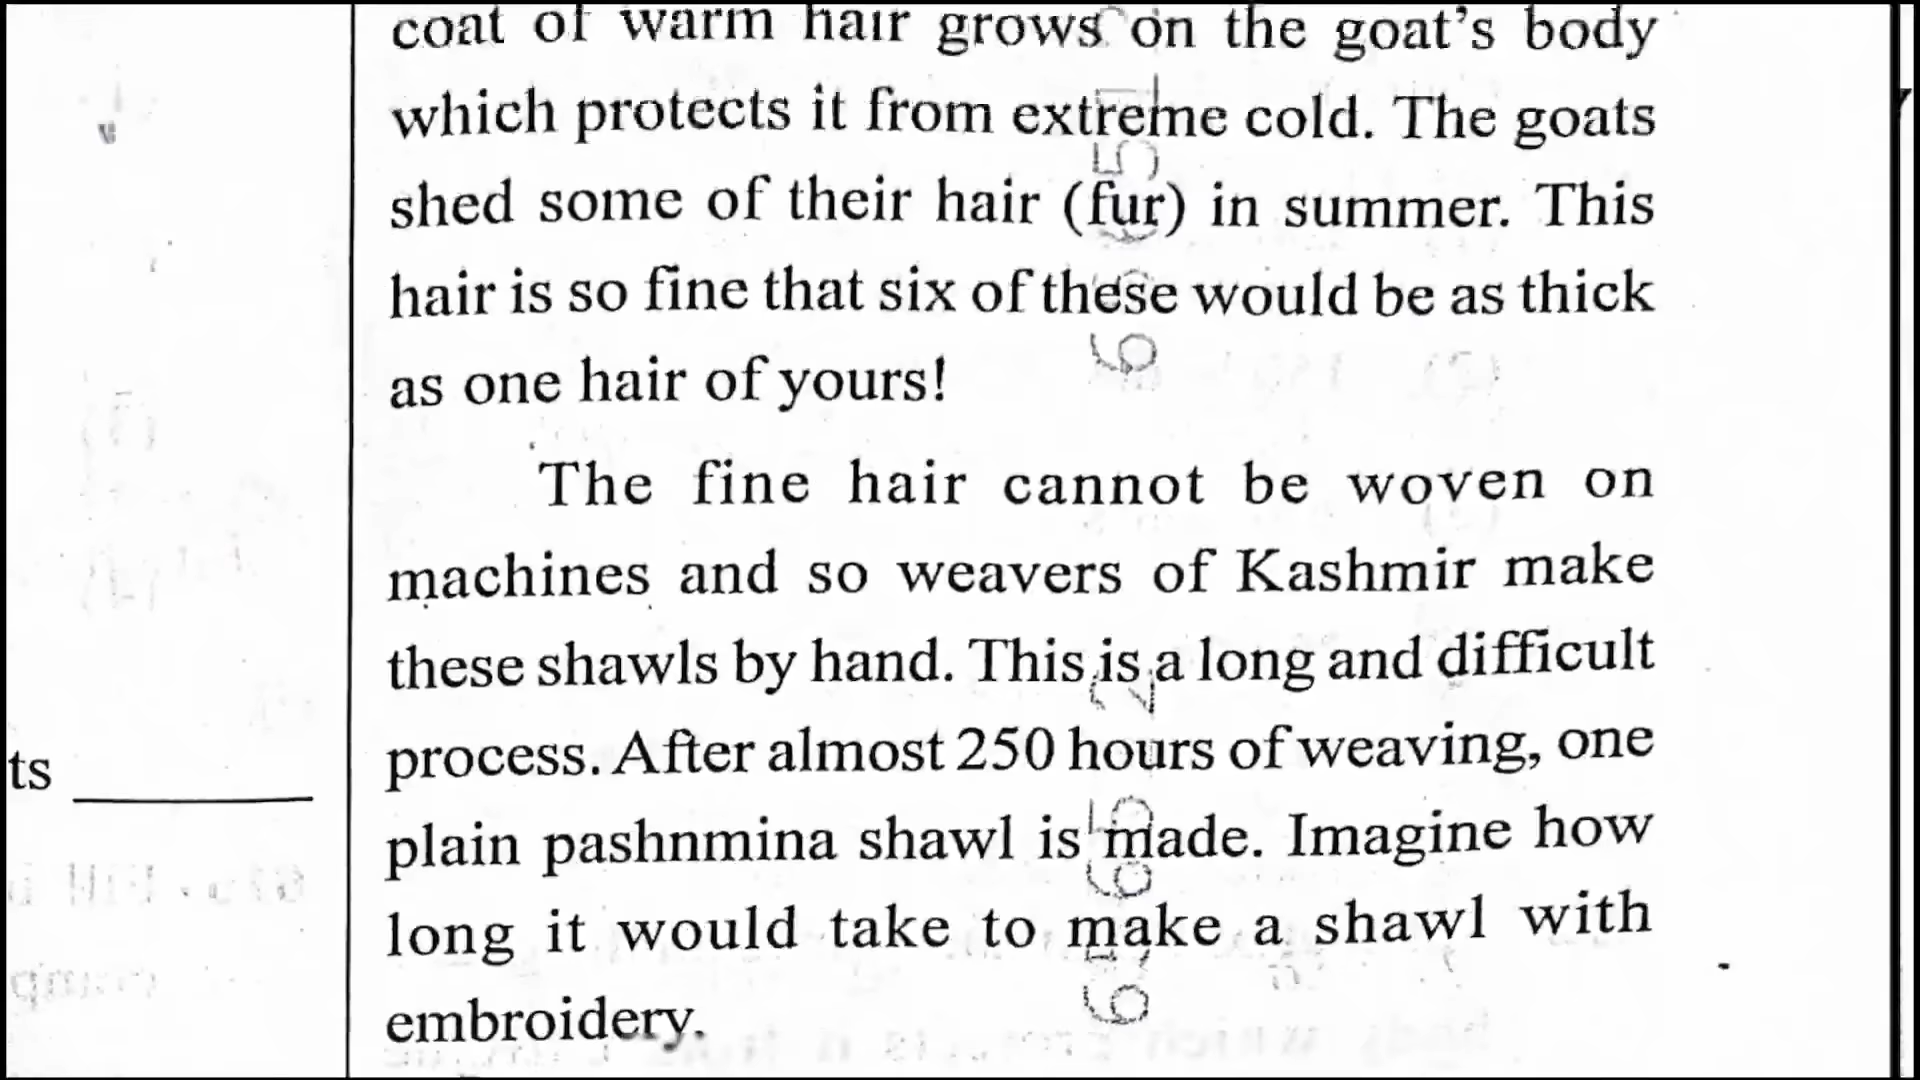 coat of warm hair grows on the goat's body
which protects it from extreme cold. The goats
shed some of their hair (fur) in summer. This
hair is so fine that six of these would be as thick
as one hair of yours!
The fine hair cannot be woven on
machines and so weavers of Kashmir make
these shawls by hand. This is a long and difficult
process. After almost 250 hours of weaving, one
ts
plain pashnmina shawl is made. Imagine how
long it would take to make a shawl with
embroidery.